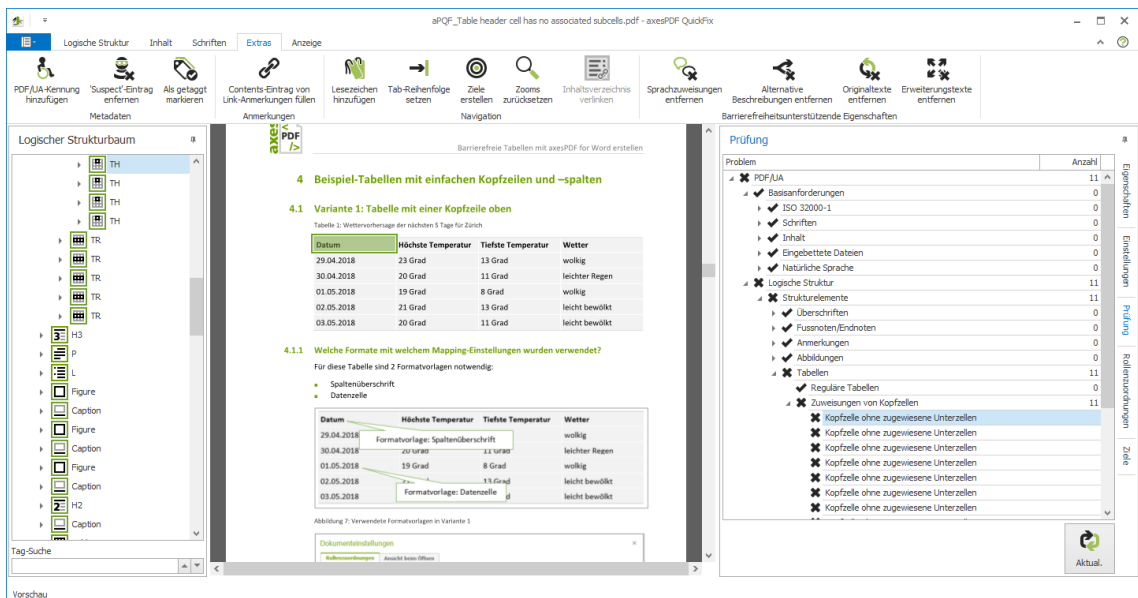 aPQF_Table header cell has no associated subcells.pdf - axesPDF QuickFix
Logische Struktur Inhalt Schriften Extras Anzeige
PDF/UA-Kennung hinzufügen
'Suspect'-Eintrag entfernen
Als getaggt markieren
Contents-Eintrag von Link-Anmerkungen füllen
Lesezeichen hinzufügen
Tab-Reihenfolge setzen
Ziele erstellen
Zooms zurücksetzen
Inhaltsverzeichnis verlinken
Sprachzuweisungen entfernen
Alternative Beschreibungen entfernen
Originaltexte entfernen
Erweiterungstexte entfernen
Metadaten
Anmerkungen
Navigation
Barrierefreiheitsunterstützende Eigenschaften
Logischer Strukturbaum
TH
TH
TH
TH
TR
TR
TR
TR
TR
H3
P
L
Figure
Caption
Figure
Caption
Figure
Caption
H2
Caption
Tag-Suche
Vorschau
axes
PDF
/>
Barrierefreie Tabellen mit axesPDF for Word erstellen
4 Beispiel-Tabellen mit einfachen Kopfzeilen und –spalten
4.1 Variante 1: Tabelle mit einer Kopfzeile oben
Tabelle 1: Wettervorhersage der nächsten 5 Tage für Zürich
Datum Höchste Temperatur Tiefste Temperatur Wetter
29.04.2018 23 Grad 13 Grad wolkig
30.04.2018 20 Grad 11 Grad leichter Regen
01.05.2018 19 Grad 8 Grad wolkig
02.05.2018 21 Grad 13 Grad leicht bewölkt
03.05.2018 20 Grad 11 Grad leicht bewölkt
4.1.1 Welche Formate mit welchem Mapping-Einstellungen wurden verwendet?
Für diese Tabelle sind 2 Formatvorlagen notwendig:
Spaltenüberschrift
Datenzelle
Datum Höchste Temperatur Tiefste Temperatur Wetter
29.04.2018 Formatvorlage: Spaltenüberschrift wolkig
30.04.2018 20 Grad 11 Grad leichter Regen
01.05.2018 19 Grad 8 Grad wolkig
02.05.2018 13 Grad leicht bewölkt
03.05.2018 Formatvorlage: Datenzelle leicht bewölkt
Abbildung 7: Verwendete Formatvorlagen in Variante 1
Dokumenteinstellungen
Rollenzuordnungen Ansicht beim Öffnen
Prüfung
Problem Anzahl
PDF/UA 11
Basisanforderungen 0
ISO 32000-1 0
Schriften 0
Inhalt 0
Eingebettete Dateien 0
Natürliche Sprache 0
Logische Struktur 11
Strukturelemente 11
Überschriften 0
Fussnoten/Endnoten 0
Anmerkungen 0
Abbildungen 0
Tabellen 11
Reguläre Tabellen 0
Zuweisungen von Kopfzellen 11
Kopfzelle ohne zugewiesene Unterzellen
Kopfzelle ohne zugewiesene Unterzellen
Kopfzelle ohne zugewiesene Unterzellen
Kopfzelle ohne zugewiesene Unterzellen
Kopfzelle ohne zugewiesene Unterzellen
Kopfzelle ohne zugewiesene Unterzellen
Kopfzelle ohne zugewiesene Unterzellen
Aktual.
Eigenschaften
Einstellungen
Prüfung
Rollenzuordnungen
Ziele